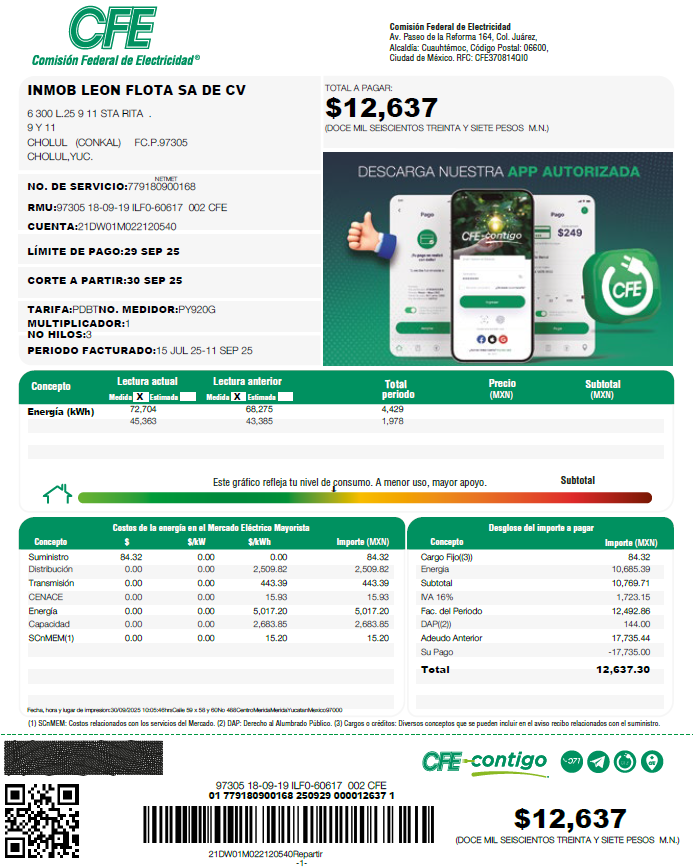 CFE
Comisión Federal de Electricidad®
Comisión Federal de Electricidad
Av. Paseo de la Reforma 164, Col. Juárez,
Alcaldía: Cuauhtémoc, Código Postal: 06600,
Ciudad de México. RFC: CFE370814QI0
INMOB LEON FLOTA SA DE CV
6 300 L.25 9 11 STA RITA .
9 Y 11
CHOLUL (CONKAL) FC.P.97305
CHOLUL,YUC.
TOTAL A PAGAR:
$12,637
(DOCE MIL SEISCIENTOS TREINTA Y SIETE PESOS M.N.)
NETMET
NO. DE SERVICIO:779180900168
RMU:97305 18-09-19 ILF0-60617 002 CFE
CUENTA:21DW01M022120540
LÍMITE DE PAGO:29 SEP 25
CORTE A PARTIR:30 SEP 25
TARIFA:PDBTNO. MEDIDOR:PY920G
MULTIPLICADOR:1
NO HILOS:3
PERIODO FACTURADO:15 JUL 25-11 SEP 25
DESCARGA NUESTRA APP AUTORIZADA
Pago
CFE-contigo
Pago
$249
CFE
Concepto Lectura actual Lectura anterior Total periodo Precio (MXN) Subtotal (MXN)
Medida X Estimada Medida X Estimada
Energía (kWh) 72,704 68,275 4,429
45,363 43,385 1,978
Este gráfico refleja tu nivel de consumo. A menor uso, mayor apoyo. Subtotal
Costos de la energía en el Mercado Eléctrico Mayorista
Concepto $ $/kW $/kWh Importe (MXN)
Suministro 84.32 0.00 0.00 84.32
Distribución 0.00 0.00 2,509.82 2,509.82
Transmisión 0.00 0.00 443.39 443.39
CENACE 0.00 0.00 15.93 15.93
Energía 0.00 0.00 5,017.20 5,017.20
Capacidad 0.00 0.00 2,683.85 2,683.85
SCnMEM(1) 0.00 0.00 15.20 15.20
Desglose del importe a pagar
Concepto Importe (MXN)
Cargo Fijo((3)) 84.32
Energia 10,685.39
Subtotal 10,769.71
IVA 16% 1,723.15
Fac. del Periodo 12,492.86
DAP((2)) 144.00
Adeudo Anterior 17,735.44
Su Pago -17,735.00
Total 12,637.30
Fecha, hora y lugar de impresion:30/09/2025 10:05:46hrsCalle 59 x 58 y 60No 488CentroMeridaMeridaYucatanMexico97000
(1) SCnMEM: Costos relacionados con los servicios del Mercado. (2) DAP: Derecho al Alumbrado Público. (3) Cargos o créditos: Diversos conceptos que se pueden incluir en el aviso recibo relacionados con el suministro.
CFE-contigo
071
97305 18-09-19 ILF0-60617 002 CFE
01 779180900168 250929 000012637 1
21DW01M022120540Repartir
-1-
$12,637
(DOCE MIL SEISCIENTOS TREINTA Y SIETE PESOS M.N.)